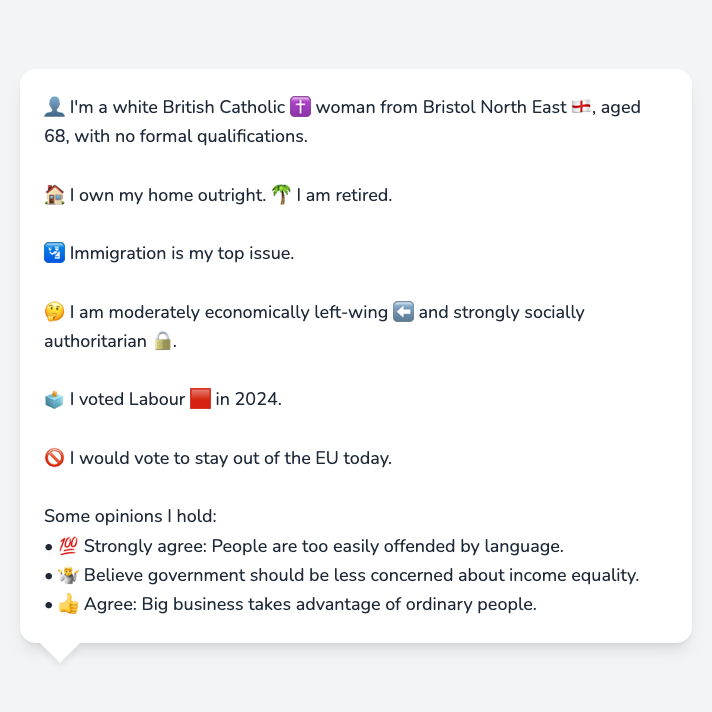 👤 I'm a white British Catholic ✝️ woman from Bristol North East 🏴󠁧󠁢󠁥󠁮󠁧󠁿, aged
68, with no formal qualifications.
🏠 I own my home outright. 🌴 I am retired.
🛂 Immigration is my top issue.
🤔 I am moderately economically left-wing ⬅️ and strongly socially
authoritarian 🔒.
🗳️ I voted Labour 🟥 in 2024.
🚫 I would vote to stay out of the EU today.
Some opinions I hold:
• 💯 Strongly agree: People are too easily offended by language.
• 🤷 Believe government should be less concerned about income equality.
• 👍 Agree: Big business takes advantage of ordinary people.